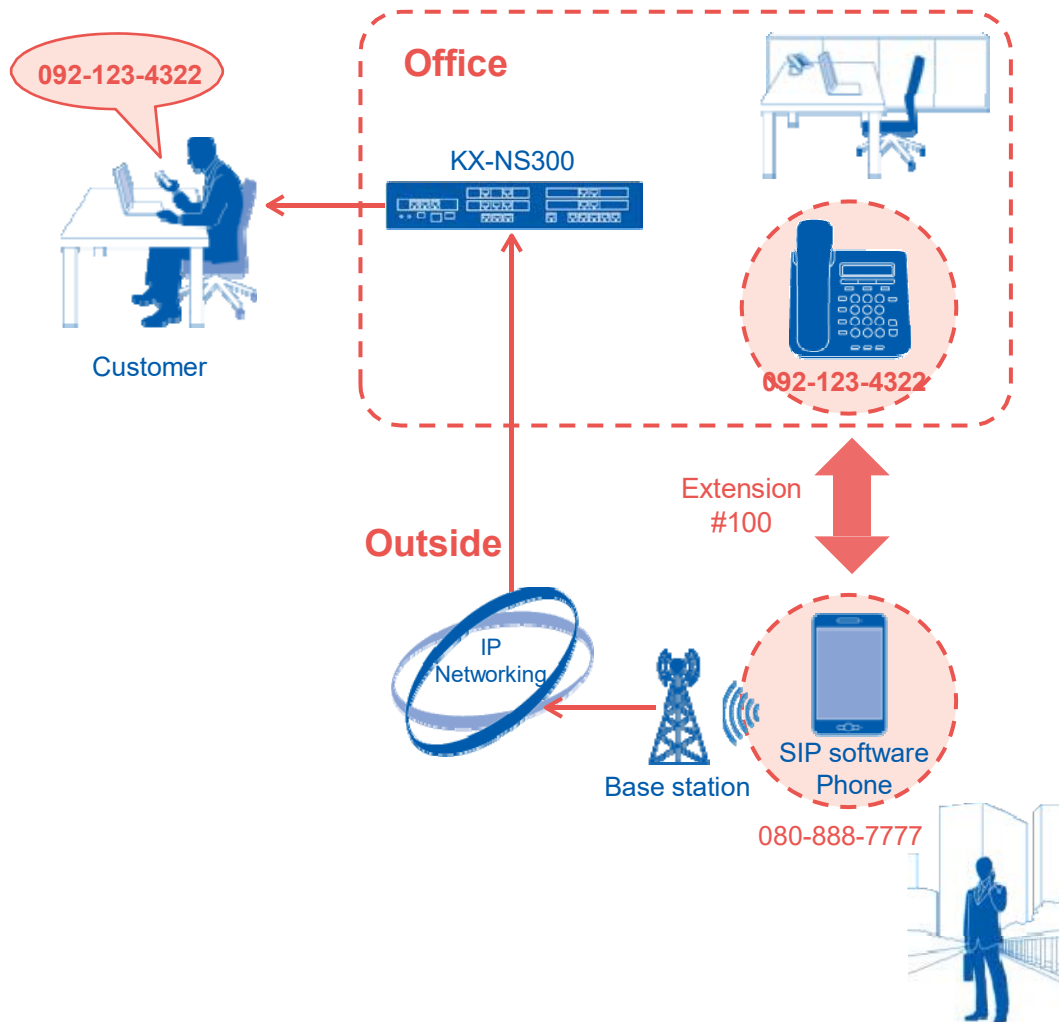 Office
092-123-4322
KX-NS300
Customer
092-123-4322
Extension
#100
Outside
IP
Networking
Base station
SIP software
Phone
080-888-7777